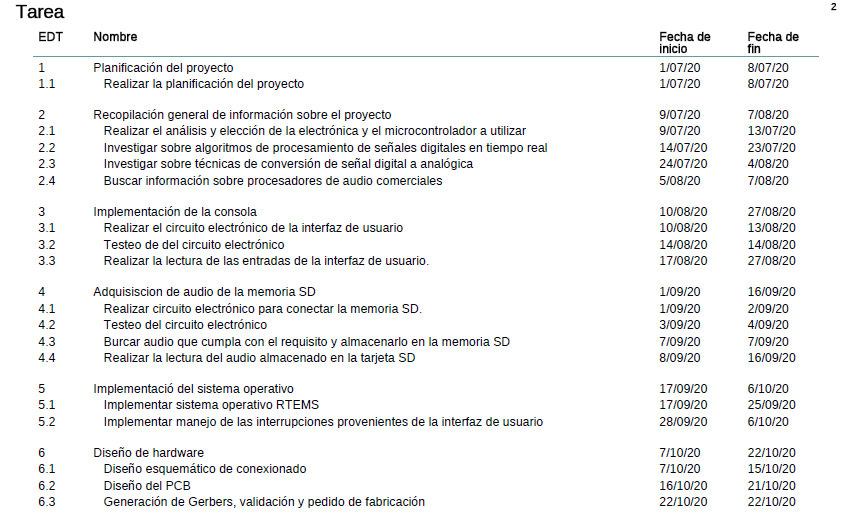 Tarea
2
EDT Nombre Fecha de inicio Fecha de fin
1 Planificación del proyecto 1/07/20 8/07/20
1.1 Realizar la planificación del proyecto 1/07/20 8/07/20
2 Recopilación general de información sobre el proyecto 9/07/20 7/08/20
2.1 Realizar el análisis y elección de la electrónica y el microcontrolador a utilizar 9/07/20 13/07/20
2.2 Investigar sobre algoritmos de procesamiento de señales digitales en tiempo real 14/07/20 23/07/20
2.3 Investigar sobre técnicas de conversión de señal digital a analógica 24/07/20 4/08/20
2.4 Buscar información sobre procesadores de audio comerciales 5/08/20 7/08/20
3 Implementación de la consola 10/08/20 27/08/20
3.1 Realizar el circuito electrónico de la interfaz de usuario 10/08/20 13/08/20
3.2 Testeo de del circuito electrónico 14/08/20 14/08/20
3.3 Realizar la lectura de las entradas de la interfaz de usuario. 17/08/20 27/08/20
4 Adquisiscion de audio de la memoria SD 1/09/20 16/09/20
4.1 Realizar circuito electrónico para conectar la memoria SD. 1/09/20 2/09/20
4.2 Testeo del circuito electrónico 3/09/20 4/09/20
4.3 Burcar audio que cumpla con el requisito y almacenarlo en la memoria SD 7/09/20 7/09/20
4.4 Realizar la lectura del audio almacenado en la tarjeta SD 8/09/20 16/09/20
5 Implementació del sistema operativo 17/09/20 6/10/20
5.1 Implementar sistema operativo RTEMS 17/09/20 25/09/20
5.2 Implementar manejo de las interrupciones provenientes de la interfaz de usuario 28/09/20 6/10/20
6 Diseño de hardware 7/10/20 22/10/20
6.1 Diseño esquemático de conexionado 7/10/20 15/10/20
6.2 Diseño del PCB 16/10/20 21/10/20
6.3 Generación de Gerbers, validación y pedido de fabricación 22/10/20 22/10/20